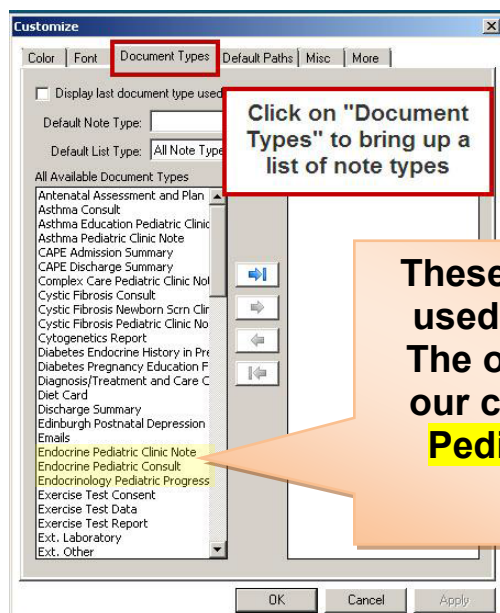 Customize
Color Font Document Types Default Paths Misc More
Display last document type used
Default Note Type:
Default List Type: All Note Type
Click on "Document
Types" to bring up a
list of note types
All Available Document Types
Antenatal Assessment and Plan
Asthma Consult
Asthma Education Pediatric Clinic
Asthma Pediatric Clinic Note
CAPE Admission Summary
CAPE Discharge Summary
Complex Care Pediatric Clinic Not
Cystic Fibrosis Consult
Cystic Fibrosis Newborn Scrn Clin
Cystic Fibrosis Pediatric Clinic No
Cytogenetics Report
Diabetes Endocrine History in Pre
Diabetes Pregnancy Education F
Diagnosis/Treatment and Care C
Diet Card
Discharge Summary
Edinburgh Postnatal Depression
Emails
Endocrine Pediatric Clinic Note
Endocrine Pediatric Consult
Endocrinology Pediatric Progress
Exercise Test Consent
Exercise Test Data
Exercise Test Report
Ext. Laboratory
Ext. Other
These
used
The o
our c
Pedi
OK Cancel Apply